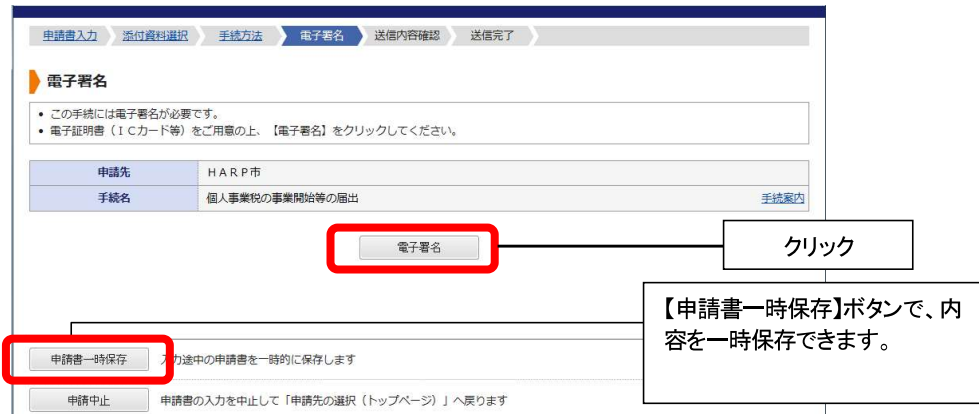 申請書入力 添付資料選択 手続方法 電子署名 送信内容確認 送信完了
電子署名
• この手続には電子署名が必要です。
• 電子証明書（ＩＣカード等）をご用意の上、【電子署名】をクリックしてください。
申請先 ＨＡＲＰ市
手続名 個人事業税の事業開始等の届出 手続案内
電子署名
クリック
【申請書一時保存】ボタンで、内
容を一時保存できます。
申請書一時保存 入力途中の申請書を一時的に保存します
申請中止 申請書の入力を中止して「申請先の選択（トップページ）」へ戻ります